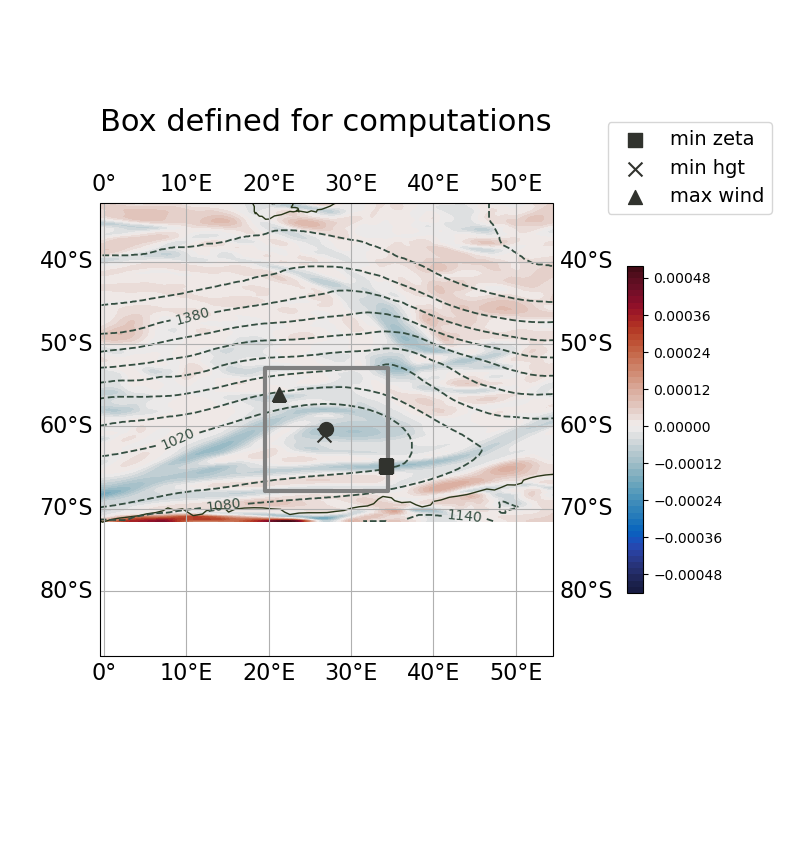 Box defined for computations
min zeta
min hgt
max wind
0° 10°E 20°E 30°E 40°E 50°E
40°S 40°S
50°S 50°S
60°S 60°S
70°S 70°S
80°S 80°S
0° 10°E 20°E 30°E 40°E 50°E
1380
1020
1080
1140
0.00048
0.00036
0.00024
0.00012
0.00000
−0.00012
−0.00024
−0.00036
−0.00048